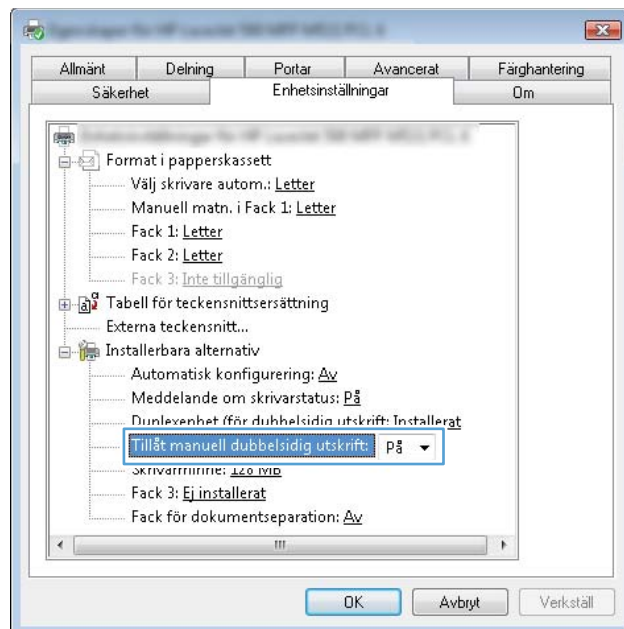 Allmänt Delning Portar Avancerat Färghantering
Säkerhet Enhetsinställningar Om
Format i papperskassett
Välj skrivare autom.: Letter
Manuell matn. i Fack 1: Letter
Fack 1: Letter
Fack 2: Letter
Fack 3: Inte tillgänglig
Tabell för teckensnittsersättning
Externa teckensnitt...
Installerbara alternativ
Automatisk konfigurering: Av
Meddelande om skrivarstatus: På
Duplexenhet (för dubbelsidig utskrift: Installerat
Tillåt manuell dubbelsidig utskrift: På
Skrivarminne: 128 MB
Fack 3: Ej installerat
Fack för dokumentseparation: Av
OK Avbryt Verkställ